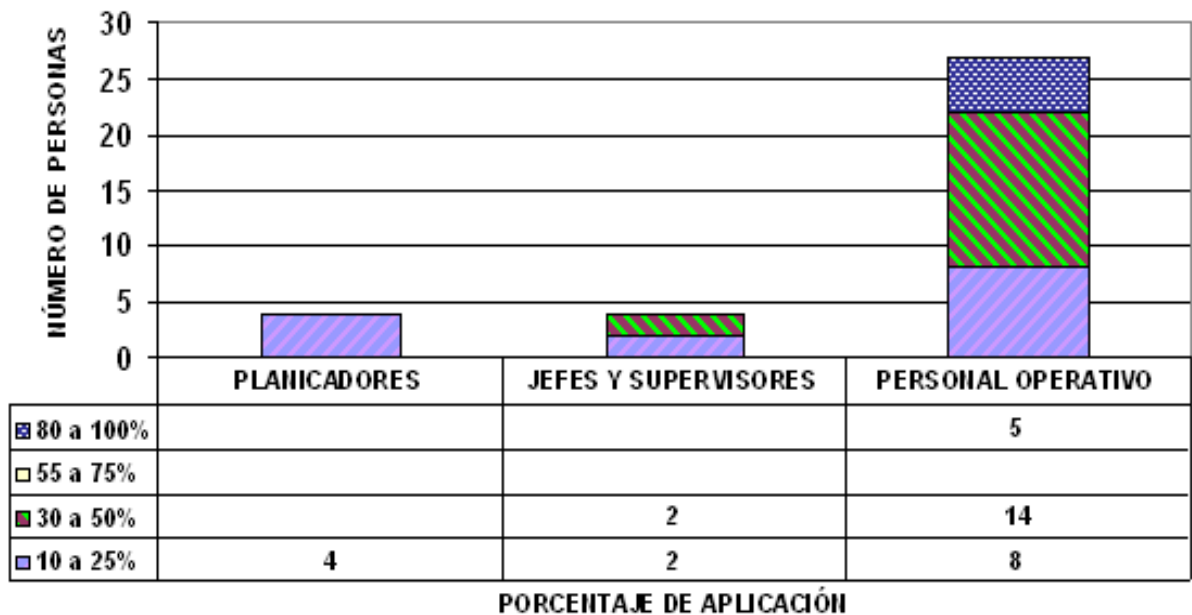 NÚMERO DE PERSONAS
30
25
20
15
10
5
0
PLANICADORES JEFES Y SUPERVISORES PERSONAL OPERATIVO
80 a 100% 5
55 a 75%
30 a 50% 2 14
10 a 25% 4 2 8
PORCENTAJE DE APLICACIÓN